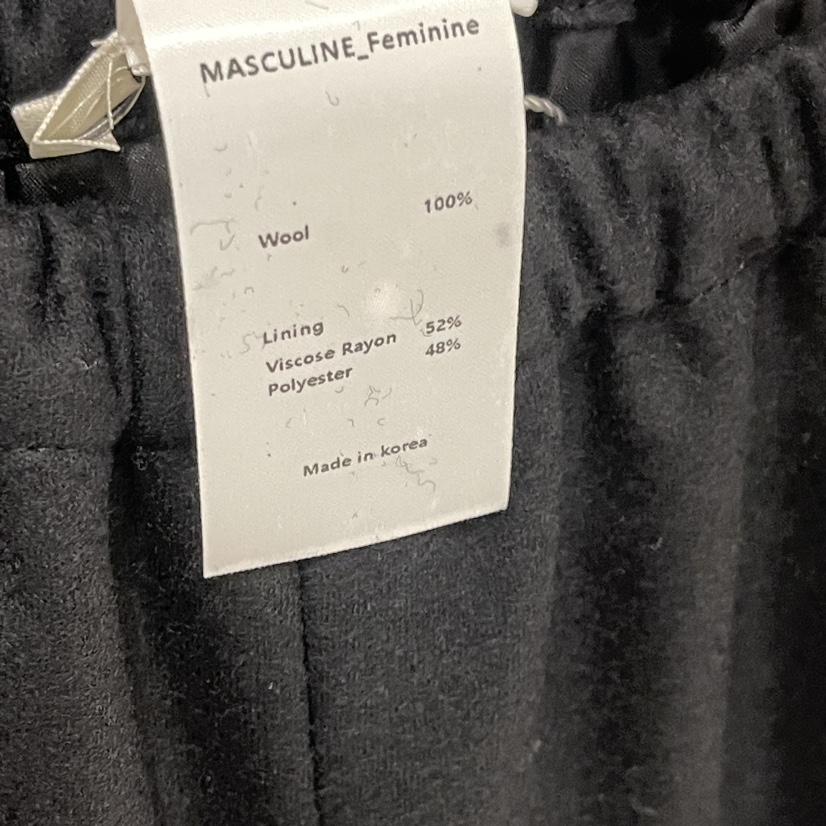 MASCULINE_Feminine
Wool 100%
Lining
Viscose Rayon 52%
Polyester 48%
Made in korea